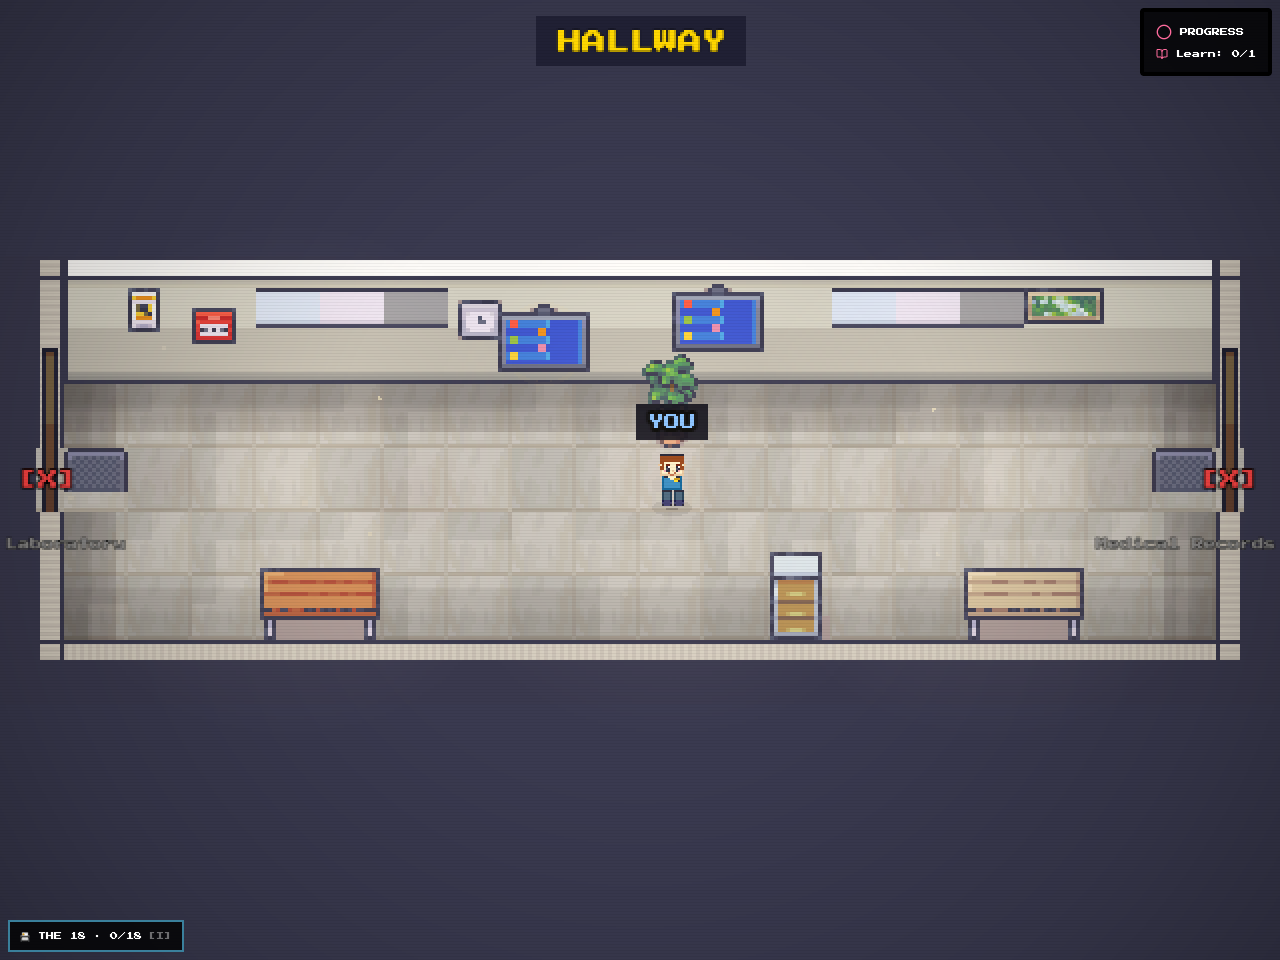 HALLWAY
PROGRESS
Learn: 0/1
YOU
[X]
[X]
Laboratory
Medical Records
THE 18 · 0/18 [I]